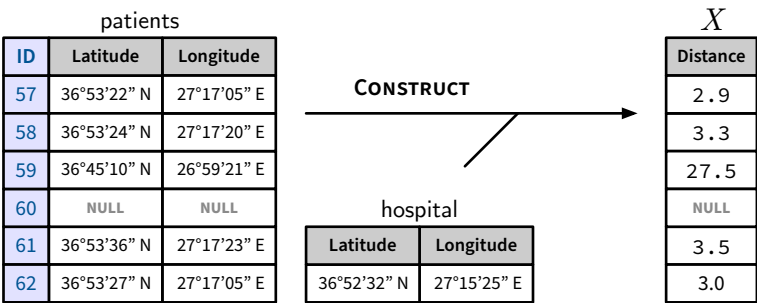 patients
ID Latitude Longitude
57 36°53’22” N 27°17’05” E
58 36°53’24” N 27°17’20” E
59 36°45’10” N 26°59’21” E
60 NULL NULL
61 36°53’36” N 27°17’23” E
62 36°53’27” N 27°17’05” E
CONSTRUCT
hospital
Latitude Longitude
36°52’32” N 27°15’25” E
X
Distance
2.9
3.3
27.5
NULL
3.5
3.0